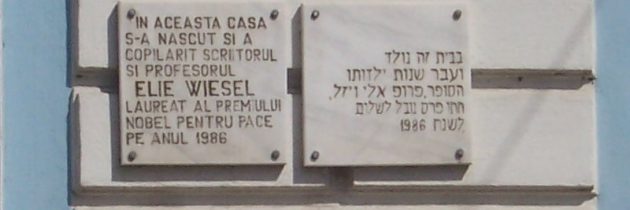 IN ACEASTA CASA
S-A NASCUT SI A
COPILARIT SCRIITORUL
SI PROFESORUL
ELIE WIESEL
LAUREAT AL PREMIULUI
NOBEL PENTRU PACE
PE ANUL 1986
בבית זה נולד
ועבר שנות ילדותו
הסופר, פרופ אלי ויזל,
חתן פרס נובל לשלום
לשנת 1986